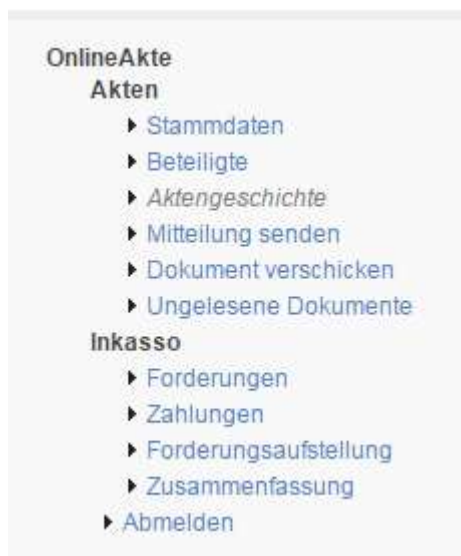 OnlineAkte
Akten
Stammdaten
Beteiligte
Aktengeschichte
Mitteilung senden
Dokument verschicken
Ungelesene Dokumente
Inkasso
Forderungen
Zahlungen
Forderungsaufstellung
Zusammenfassung
Abmelden